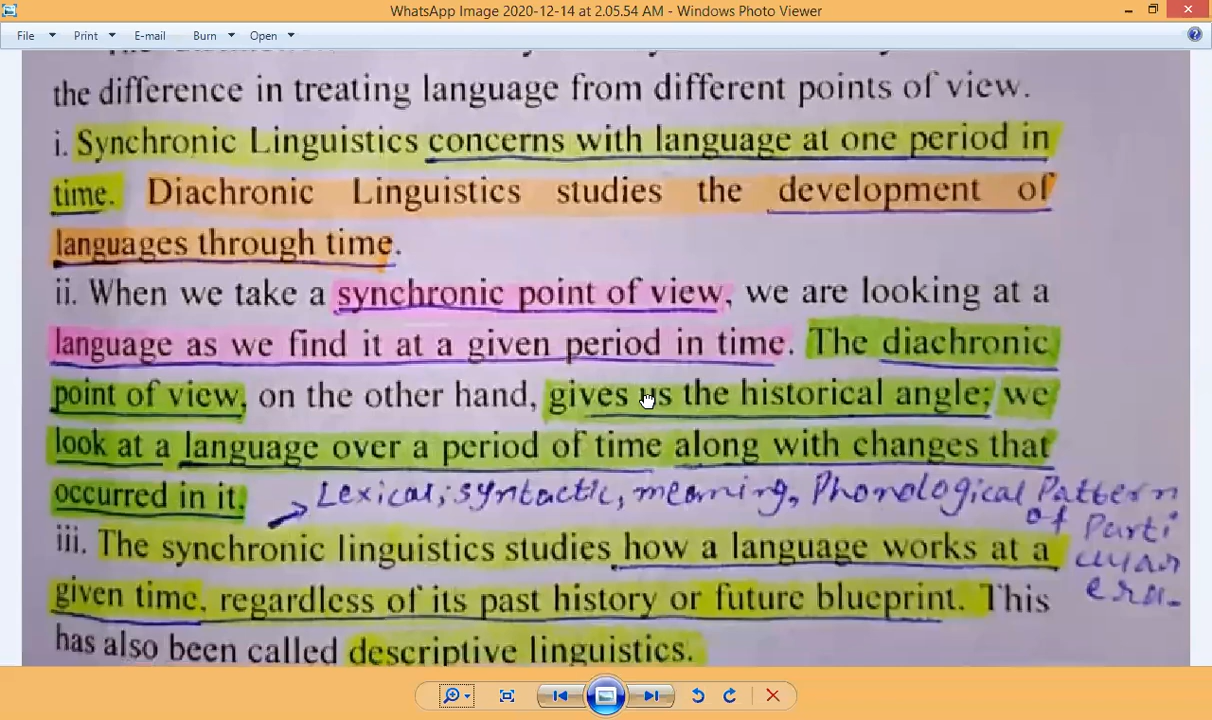 WhatsApp Image 2020-12-14 at 2.05.54 AM - Windows Photo Viewer
File Print E-mail Burn Open
the difference in treating language from different points of view.
i. Synchronic Linguistics concerns with language at one period in
time. Diachronic Linguistics studies the development of
languages through time.
ii. When we take a synchronic point of view, we are looking at a
language as we find it at a given period in time. The diachronic
point of view, on the other hand, gives us the historical angle; we
look at a language over a period of time along with changes that
occurred in it.
Lexical, syntactic, meaning, Phonological Pattern
of Parti
cular
era.
iii. The synchronic linguistics studies how a language works at a
given time, regardless of its past history or future blueprint. This
has also been called descriptive linguistics.